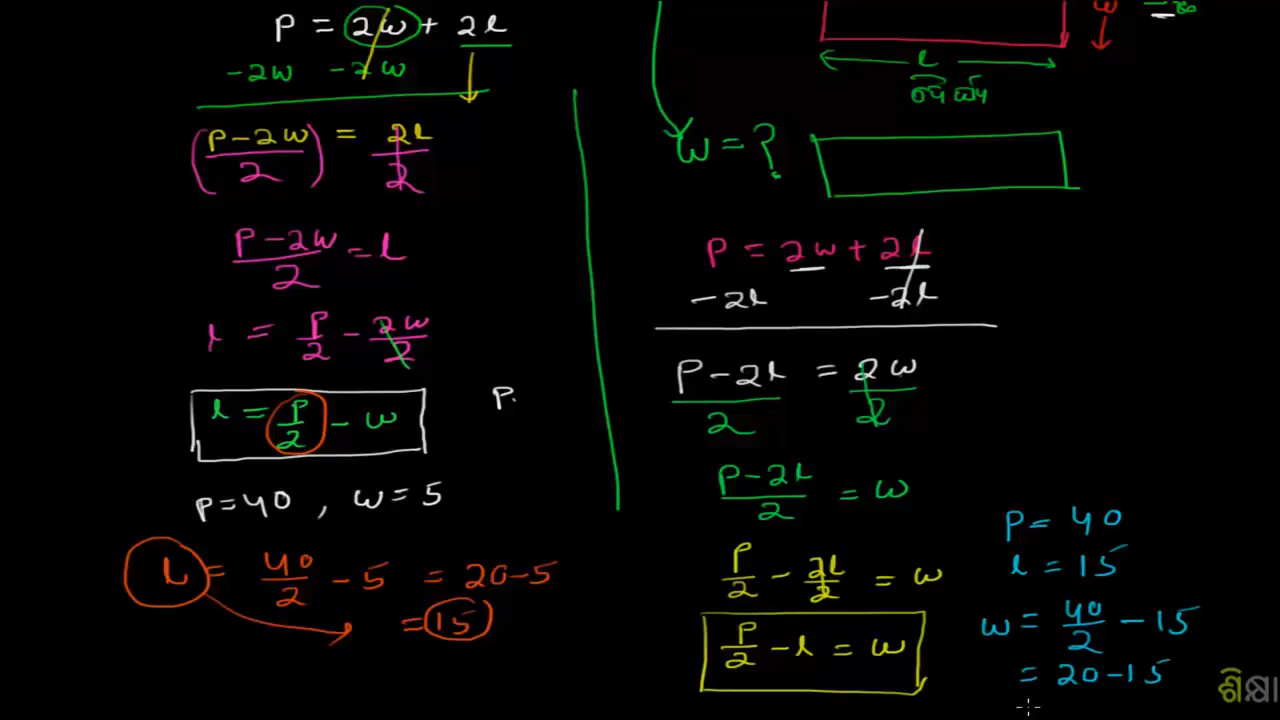 P = 2w + 2l
-2w -2w
(P-2w/2) = 2l/2
P-2w/2 = l
l = P/2 - 2w/2
l = P/2 - w
P.
P=40 , w=5
l = 40/2 - 5 = 20-5
= 15
w
l
w = ?
P = 2w + 2l
-2l -2l
P-2l/2 = 2w/2
P-2l/2 = w
P/2 - 2l/2 = w
P/2 - l = w
P = 40
l = 15
w = 40/2 - 15
= 20-15
ଶିକ୍ଷା